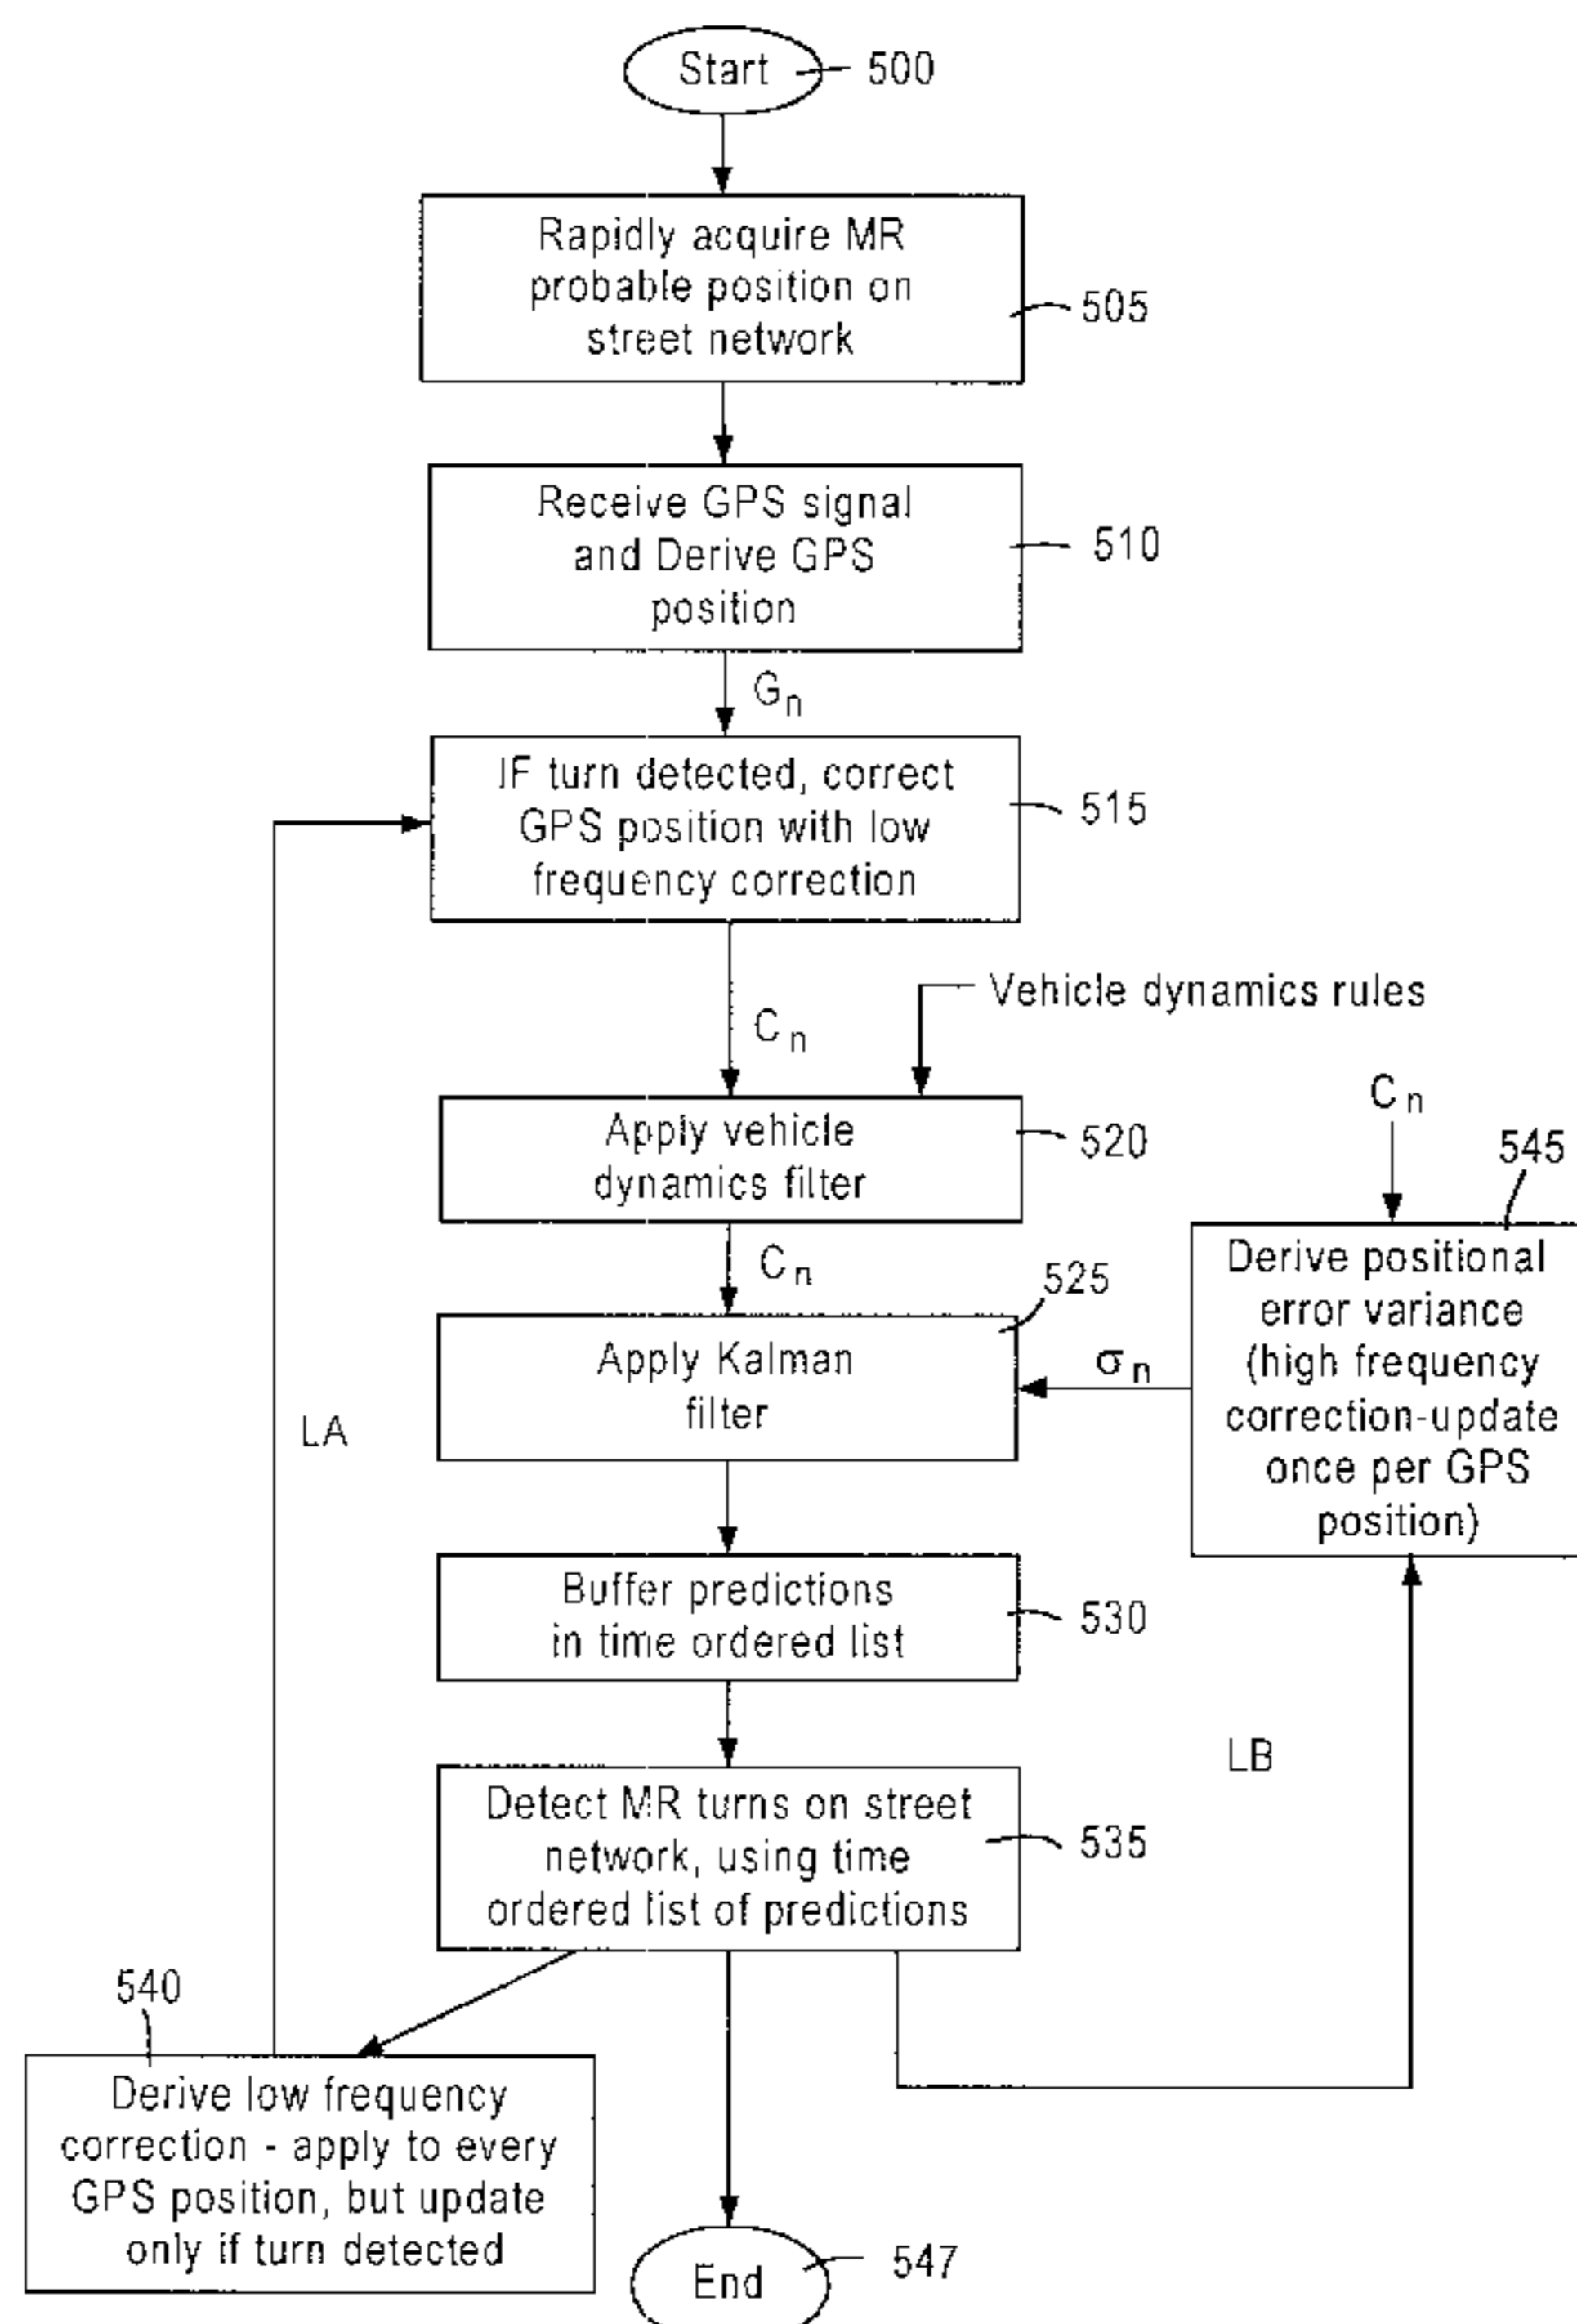 Start
500
Rapidly acquire MR
probable position on
street network
505
Receive GPS signal
and Derive GPS
position
510
Gn
IF turn detected, correct
GPS position with low
frequency correction
515
Cn
Vehicle dynamics rules
Apply vehicle
dynamics filter
520
Cn
545
Cn
Apply Kalman
filter
525
σn
Derive positional
error variance
(high frequency
correction-update
once per GPS
position)
LA
Buffer predictions
in time ordered list
530
LB
Detect MR turns on street
network, using time
ordered list of predictions
535
540
Derive low frequency
correction - apply to every
GPS position, but update
only if turn detected
End
547